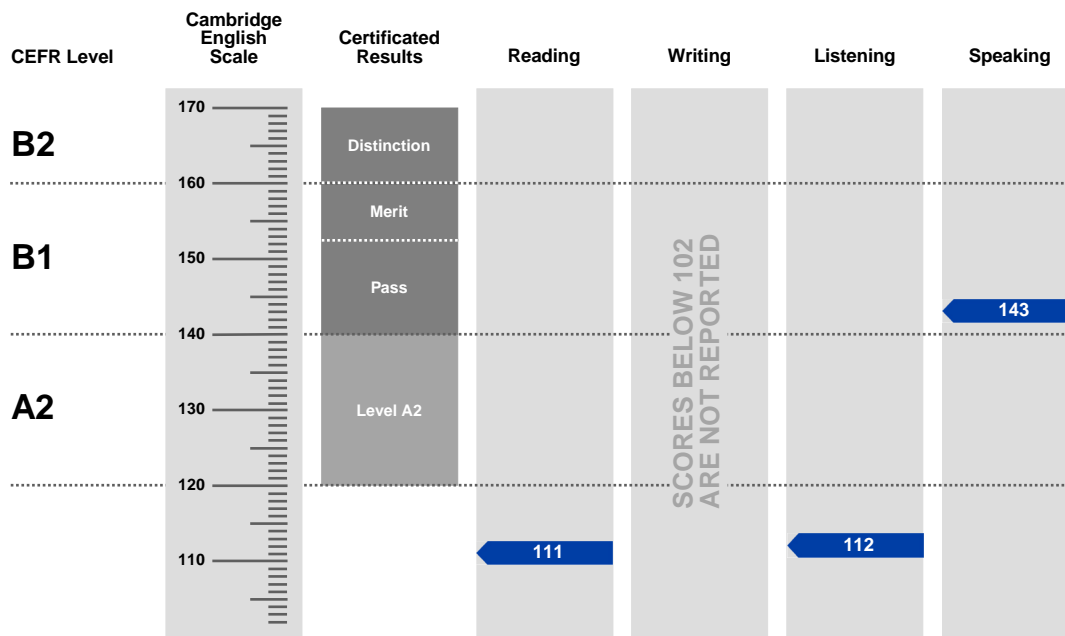 CEFR Level
Cambridge
English
Scale
Certificated
Results
Reading
Writing
Listening
Speaking
170
B2
Distinction
160
Merit
B1
150
Pass
143
140
A2
130
Level A2
120
SCORES BELOW 102
ARE NOT REPORTED
110
111
112